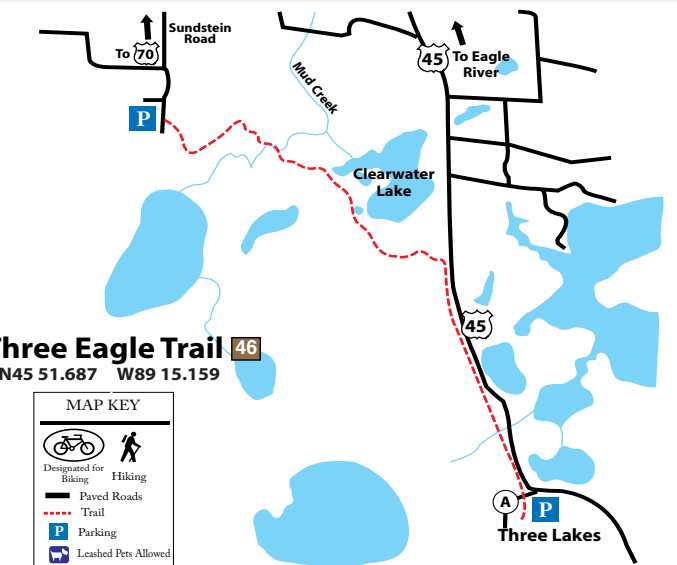 Sundstein
Road
To 70
45
To Eagle
River
P
Mud Creek
Clearwater
Lake
45
Three Eagle Trail 46
N45 51.687 W89 15.159
MAP KEY
Designated for
Biking
Hiking
Paved Roads
Trail
P Parking
Leashed Pets Allowed
A
P
Three Lakes